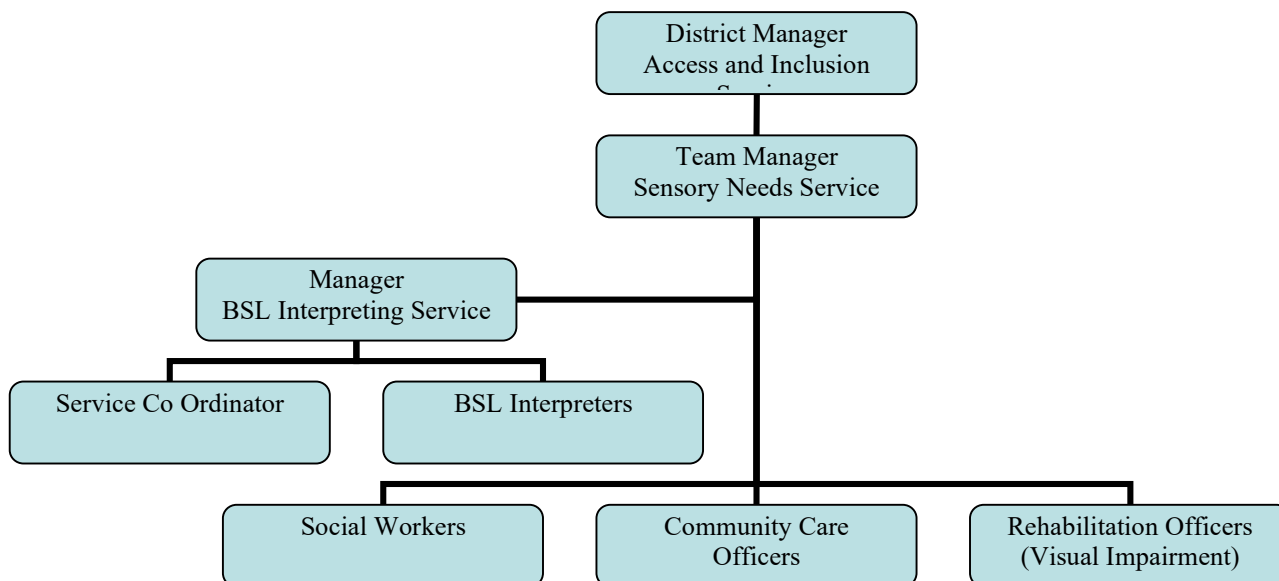 District Manager
Access and Inclusion
Team Manager
Sensory Needs Service
Manager
BSL Interpreting Service
Service Co Ordinator
BSL Interpreters
Social Workers
Community Care
Officers
Rehabilitation Officers
(Visual Impairment)